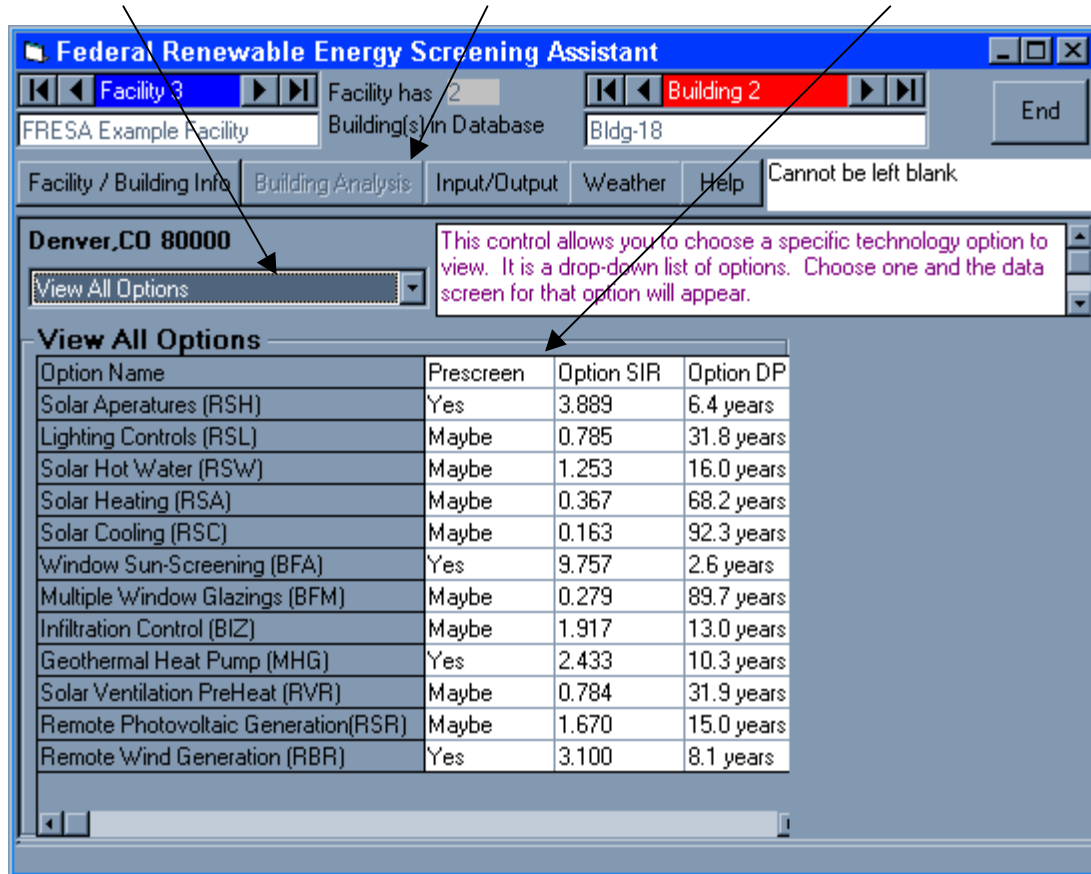 Federal Renewable Energy Screening Assistant
Facility 3
Facility has 2
Building 2
End
FRESA Example Facility
Building(s) in Database
Bldg-18
Facility / Building Info Building Analysis Input/Output Weather Help Cannot be left blank
Denver,CO 80000
This control allows you to choose a specific technology option to
view. It is a drop-down list of options. Choose one and the data
screen for that option will appear.
View All Options
View All Options
Option Name Prescreen Option SIR Option DP
Solar Aperatures (RSH) Yes 3.889 6.4 years
Lighting Controls (RSL) Maybe 0.785 31.8 years
Solar Hot Water (RSW) Maybe 1.253 16.0 years
Solar Heating (RSA) Maybe 0.367 68.2 years
Solar Cooling (RSC) Maybe 0.163 92.3 years
Window Sun-Screening (BFA) Yes 9.757 2.6 years
Multiple Window Glazings (BFM) Maybe 0.279 89.7 years
Infiltration Control (BIZ) Maybe 1.917 13.0 years
Geothermal Heat Pump (MHG) Yes 2.433 10.3 years
Solar Ventilation PreHeat (RVR) Maybe 0.784 31.9 years
Remote Photovoltaic Generation(RSR) Maybe 1.670 15.0 years
Remote Wind Generation (RBR) Yes 3.100 8.1 years